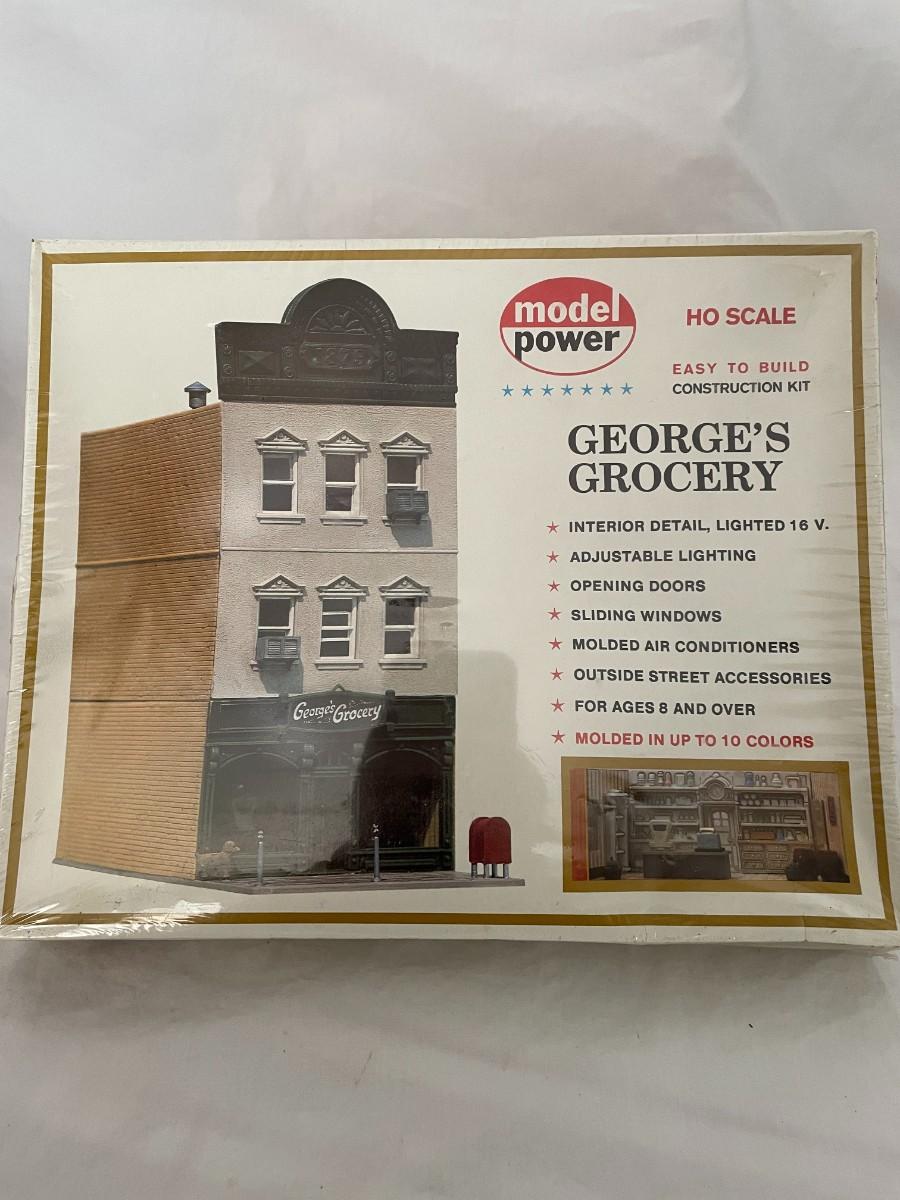 model
power
HO SCALE
EASY TO BUILD
CONSTRUCTION KIT
GEORGE'S
GROCERY
INTERIOR DETAIL, LIGHTED 16 V.
ADJUSTABLE LIGHTING
OPENING DOORS
SLIDING WINDOWS
MOLDED AIR CONDITIONERS
OUTSIDE STREET ACCESSORIES
FOR AGES 8 AND OVER
MOLDED IN UP TO 10 COLORS
1879
George's Grocery